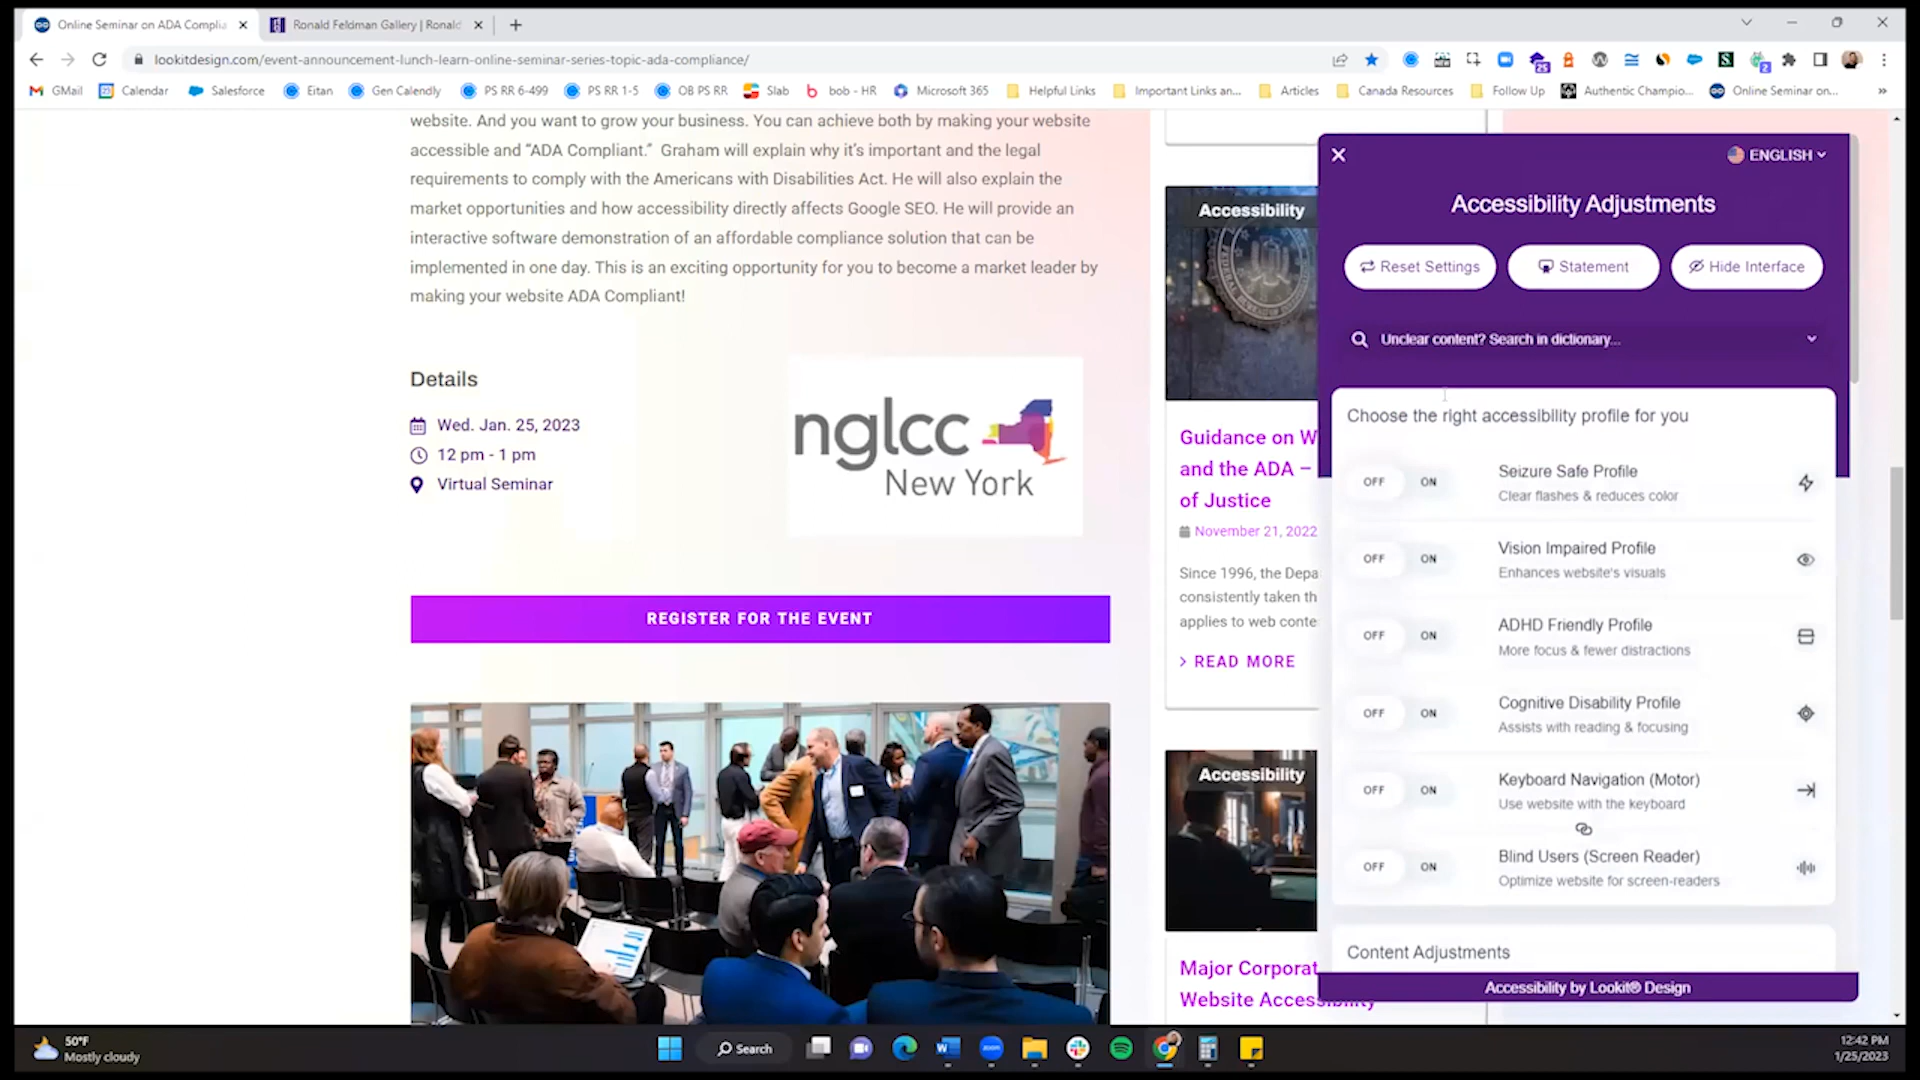 Online Seminar on ADA Complia
Ronald Feldman Gallery | Ronald
lookitdesign.com/event-announcement-lunch-learn-online-seminar-series-topic-ada-compliance/
25
2
GMail
Calendar
Salesforce
Eitan
Gen Calendly
PS RR 6-499
PS RR 1-5
OB PS RR
Slab
bob - HR
Microsoft 365
Helpful Links
Important Links an...
Articles
Canada Resources
Follow Up
Authentic Champio...
Online Seminar on...
website. And you want to grow your business. You can achieve both by making your website
accessible and “ADA Compliant.” Graham will explain why it’s important and the legal
requirements to comply with the Americans with Disabilities Act. He will also explain the
market opportunities and how accessibility directly affects Google SEO. He will provide an
interactive software demonstration of an affordable compliance solution that can be
implemented in one day. This is an exciting opportunity for you to become a market leader by
making your website ADA Compliant!
Details
Wed. Jan. 25, 2023
12 pm - 1 pm
Virtual Seminar
nglcc
New York
REGISTER FOR THE EVENT
Accessibility
Guidance on W
and the ADA –
of Justice
November 21, 2022
Since 1996, the Depa
consistently taken th
applies to web conte
> READ MORE
Accessibility
Major Corporat
Website Accessibility
ENGLISH
Accessibility Adjustments
Reset Settings
Statement
Hide Interface
Unclear content? Search in dictionary...
Choose the right accessibility profile for you
OFF ON Seizure Safe Profile
Clear flashes & reduces color
OFF ON Vision Impaired Profile
Enhances website's visuals
OFF ON ADHD Friendly Profile
More focus & fewer distractions
OFF ON Cognitive Disability Profile
Assists with reading & focusing
OFF ON Keyboard Navigation (Motor)
Use website with the keyboard
OFF ON Blind Users (Screen Reader)
Optimize website for screen-readers
Content Adjustments
Accessibility by Lookit® Design
50°F
Mostly cloudy
Search
12:42 PM
1/25/2023